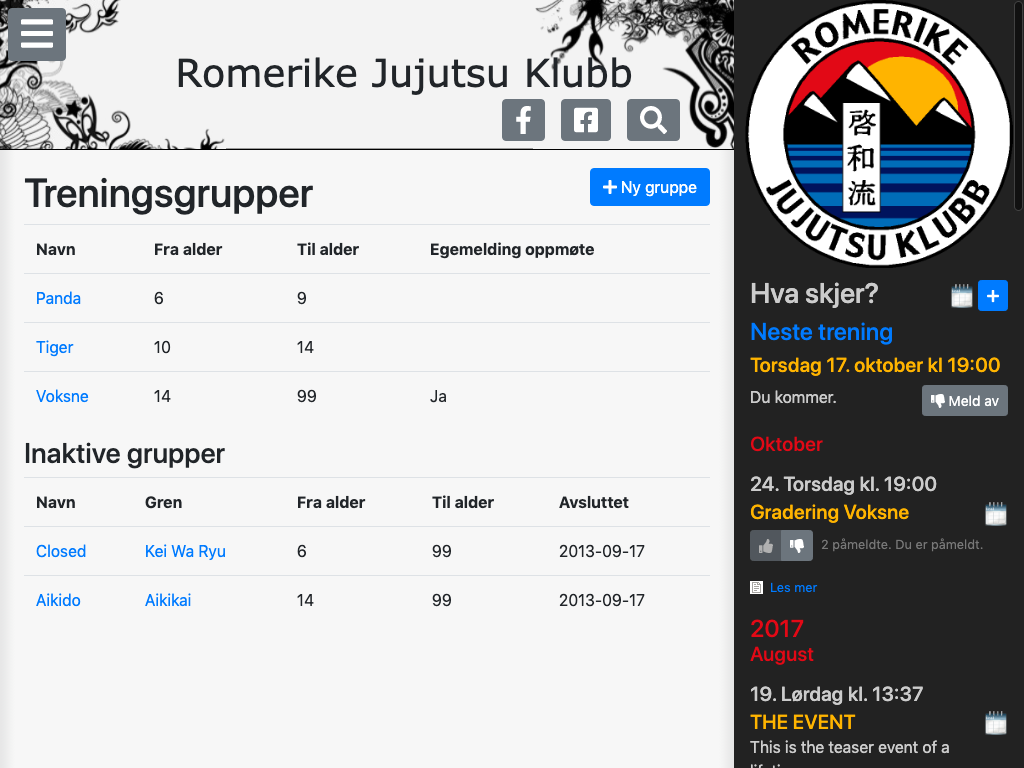 Romerike Jujutsu Klubb
Treningsgrupper
Ny gruppe
Navn Fra alder Til alder Egemelding oppmøte
Panda 6 9
Tiger 10 14
Voksne 14 99 Ja
Inaktive grupper
Navn Gren Fra alder Til alder Avsluttet
Closed Kei Wa Ryu 6 99 2013-09-17
Aikido Aikikai 14 99 2013-09-17
ROMERIKE
啓
和
流
JUJUTSU KLUBB
Hva skjer?
Neste trening
Torsdag 17. oktober kl 19:00
Du kommer.
Meld av
Oktober
24. Torsdag kl. 19:00
Gradering Voksne
2 påmeldte. Du er påmeldt.
Les mer
2017
August
19. Lørdag kl. 13:37
THE EVENT
This is the teaser event of a